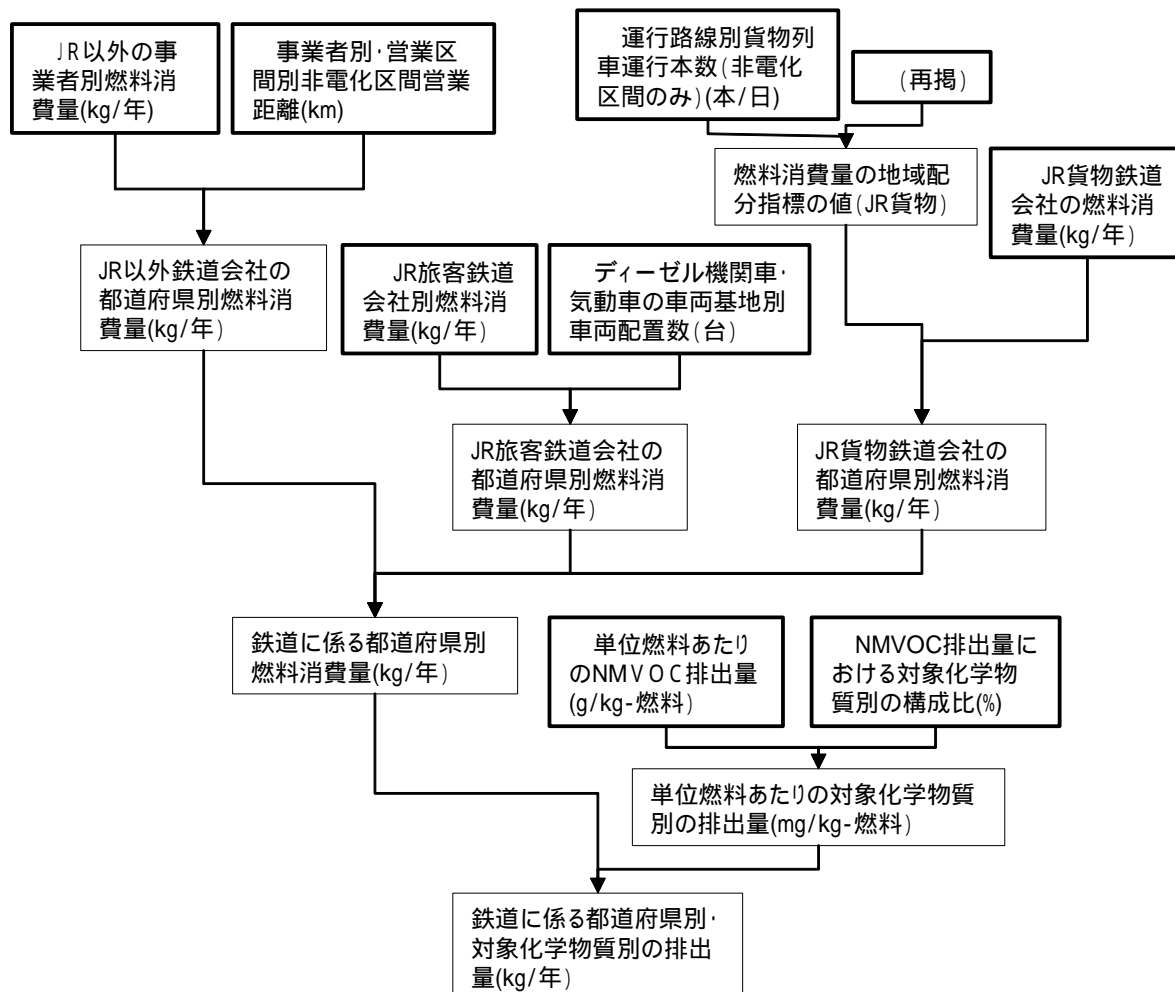 JR以外の事
業者別燃料消
費量(kg/年)
事業者別・営業区
間別非電化区間営業
距離(km)
運行路線別貨物列
車運行本数(非電化
区間のみ)(本/日)
(再掲)
燃料消費量の地域配
分指標の値(JR貨物)
JR貨物鉄道
会社の燃料消
費量(kg/年)
JR以外鉄道会社の
都道府県別燃料消
費量(kg/年)
JR旅客鉄道
会社別燃料消
費量(kg/年)
ディーゼル機関車・
気動車の車両基地別
車両配置数(台)
JR旅客鉄道会社の
都道府県別燃料消
費量(kg/年)
JR貨物鉄道会社の
都道府県別燃料消
費量(kg/年)
鉄道に係る都道府県別
燃料消費量(kg/年)
単位燃料あたり
のNMVOC排出量
(g/kg-燃料)
NMVOC排出量に
おける対象化学物
質別の構成比(%)
単位燃料あたりの対象化学物質
別の排出量(mg/kg-燃料)
鉄道に係る都道府県別・
対象化学物質別の排出
量(kg/年)